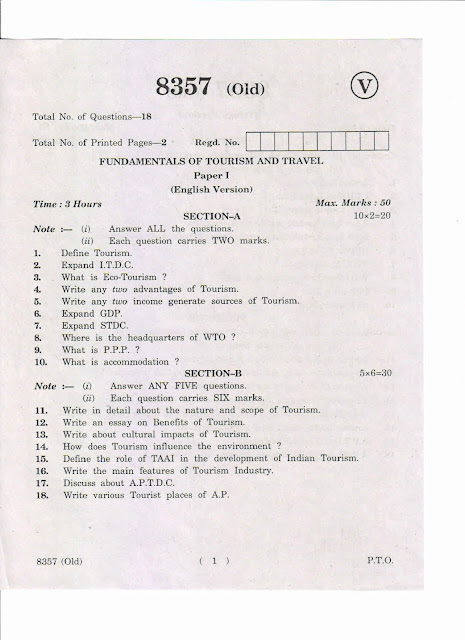 8357 (Old)
V
Total No. of Questions—18
Total No. of Printed Pages—2 Regd. No.
FUNDAMENTALS OF TOURISM AND TRAVEL
Paper I
(English Version)
Time : 3 Hours Max. Marks : 50
SECTION-A 10×2=20
Note :— (i) Answer ALL the questions.
(ii) Each question carries TWO marks.
1. Define Tourism.
2. Expand I.T.D.C.
3. What is Eco-Tourism ?
4. Write any two advantages of Tourism.
5. Write any two income generate sources of Tourism.
6. Expand GDP.
7. Expand STDC.
8. Where is the headquarters of WTO ?
9. What is P.P.P. ?
10. What is accommodation ?
SECTION-B 5×6=30
Note :— (i) Answer ANY FIVE questions.
(ii) Each question carries SIX marks.
11. Write in detail about the nature and scope of Tourism.
12. Write an essay on Benefits of Tourism.
13. Write about cultural impacts of Tourism.
14. How does Tourism influence the environment ?
15. Define the role of TAAI in the development of Indian Tourism.
16. Write the main features of Tourism Industry.
17. Discuss about A.P.T.D.C.
18. Write various Tourist places of A.P.
8357 (Old) ( 1 ) P.T.O.